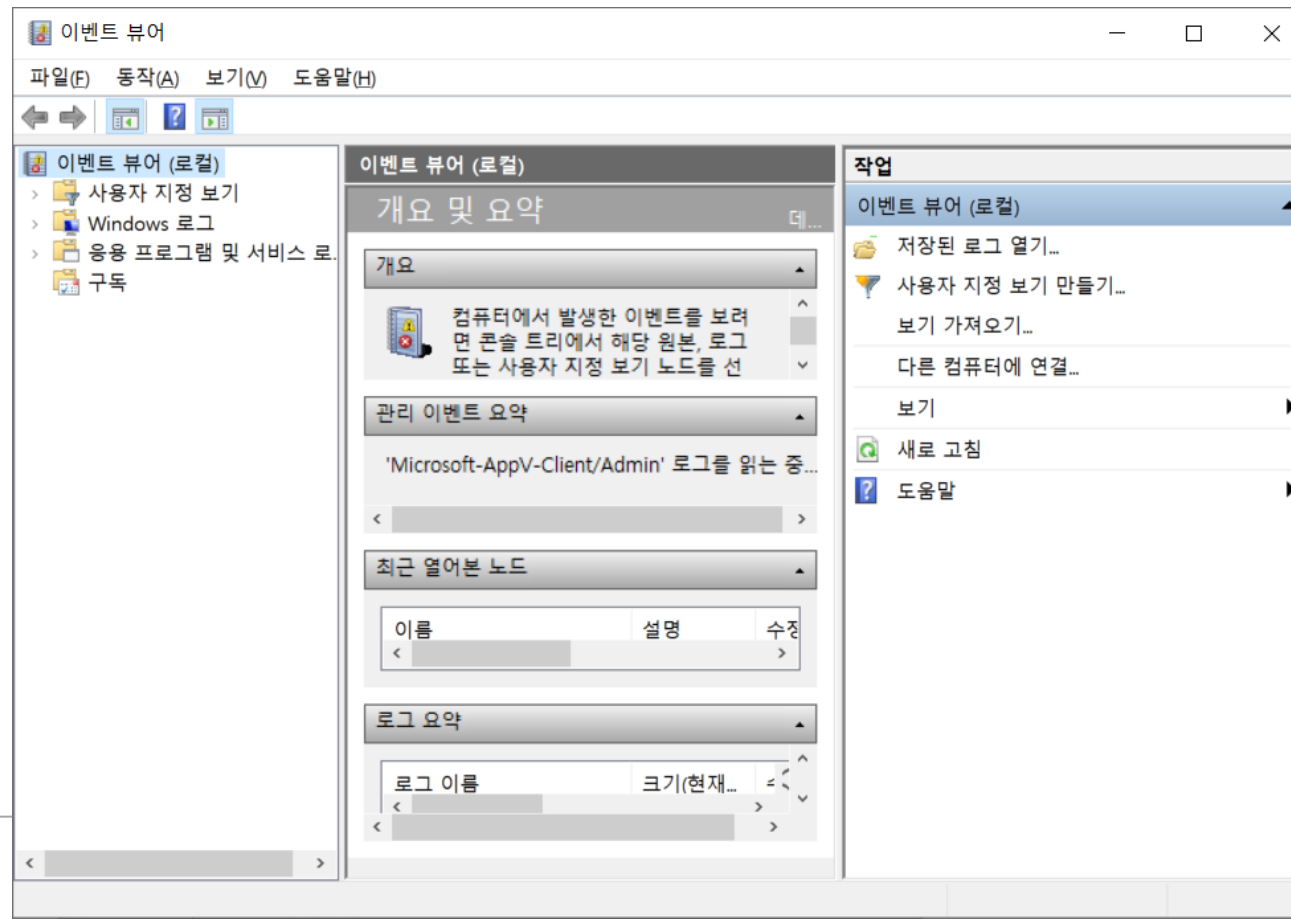 이벤트 뷰어
파일(F) 동작(A) 보기(V) 도움말(H)
이벤트 뷰어 (로컬)
사용자 지정 보기
Windows 로그
응용 프로그램 및 서비스 로
구독
이벤트 뷰어 (로컬)
개요 및 요약 데...
개요
컴퓨터에서 발생한 이벤트를 보려
면 콘솔 트리에서 해당 원본, 로그
또는 사용자 지정 보기 노드를 선
관리 이벤트 요약
'Microsoft-AppV-Client/Admin' 로그를 읽는 중...
최근 열어본 노드
이름 설명 수정
로그 요약
로그 이름 크기(현재...
작업
이벤트 뷰어 (로컬)
저장된 로그 열기...
사용자 지정 보기 만들기...
보기 가져오기...
다른 컴퓨터에 연결...
보기
새로 고침
도움말